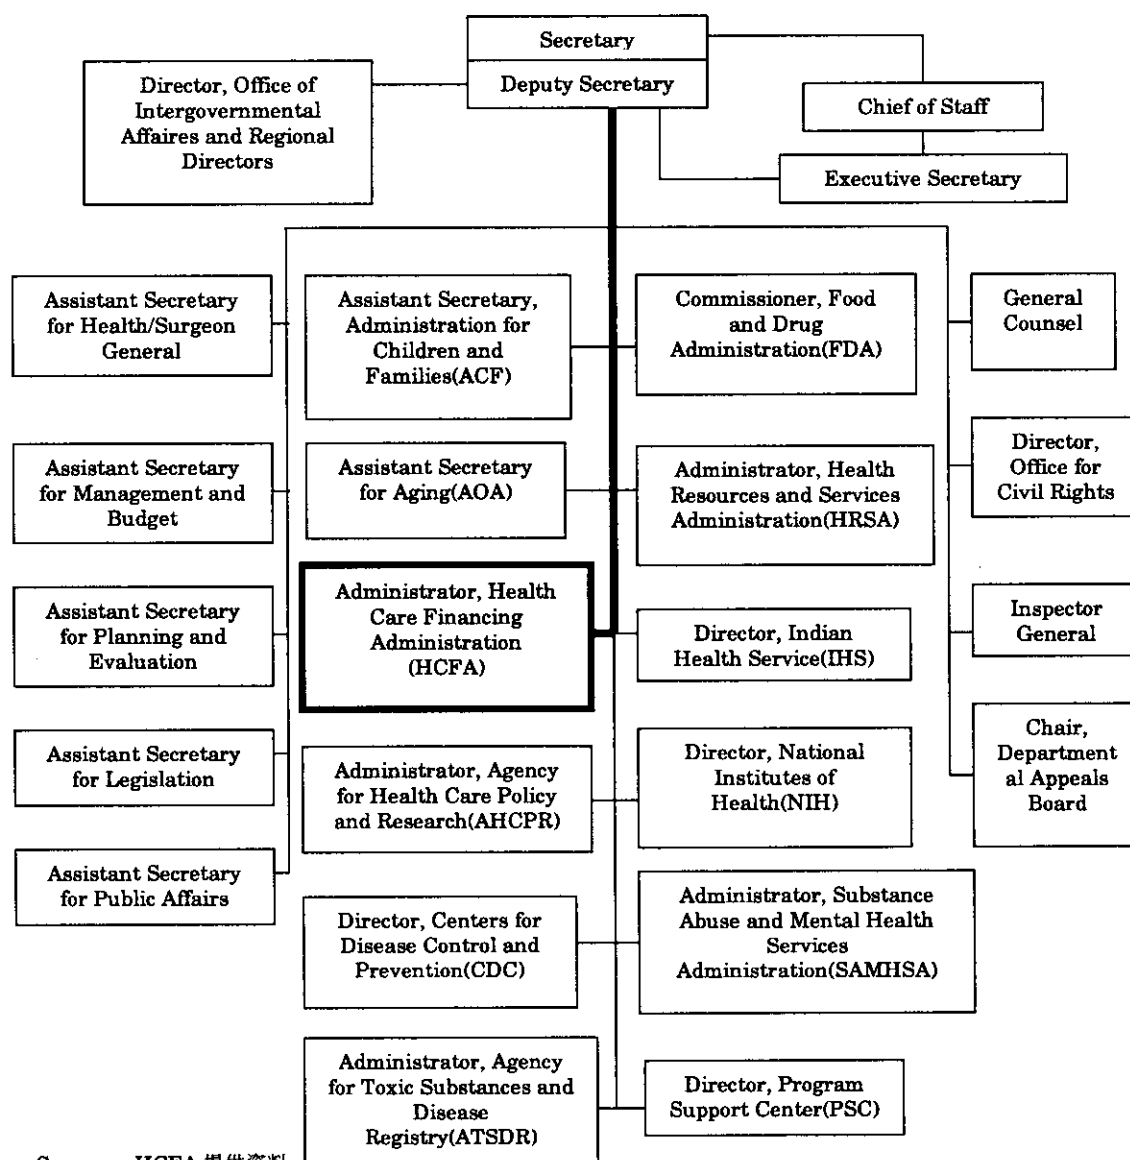 Secretary
Deputy Secretary
Director, Office of
Intergovernmental
Affaires and Regional
Directors
Chief of Staff
Executive Secretary
Assistant Secretary
for Health/Surgeon
General
Assistant Secretary,
Administration for
Children and
Families(ACF)
Commissioner, Food
and Drug
Administration(FDA)
General
Counsel
Assistant Secretary
for Management and
Budget
Assistant Secretary
for Aging(AOA)
Administrator, Health
Resources and Services
Administration(HRSA)
Director,
Office for
Civil Rights
Assistant Secretary
for Planning and
Evaluation
Administrator, Health
Care Financing
Administration
(HCFA)
Director, Indian
Health Service(IHS)
Inspector
General
Assistant Secretary
for Legislation
Administrator, Agency
for Health Care Policy
and Research(AHCPR)
Director, National
Institutes of
Health(NIH)
Chair,
Department
al Appeals
Board
Assistant Secretary
for Public Affairs
Director, Centers for
Disease Control and
Prevention(CDC)
Administrator, Substance
Abuse and Mental Health
Services
Administration(SAMHSA)
Administrator, Agency
for Toxic Substances and
Disease
Registry(ATSDR)
Director, Program
Support Center(PSC)